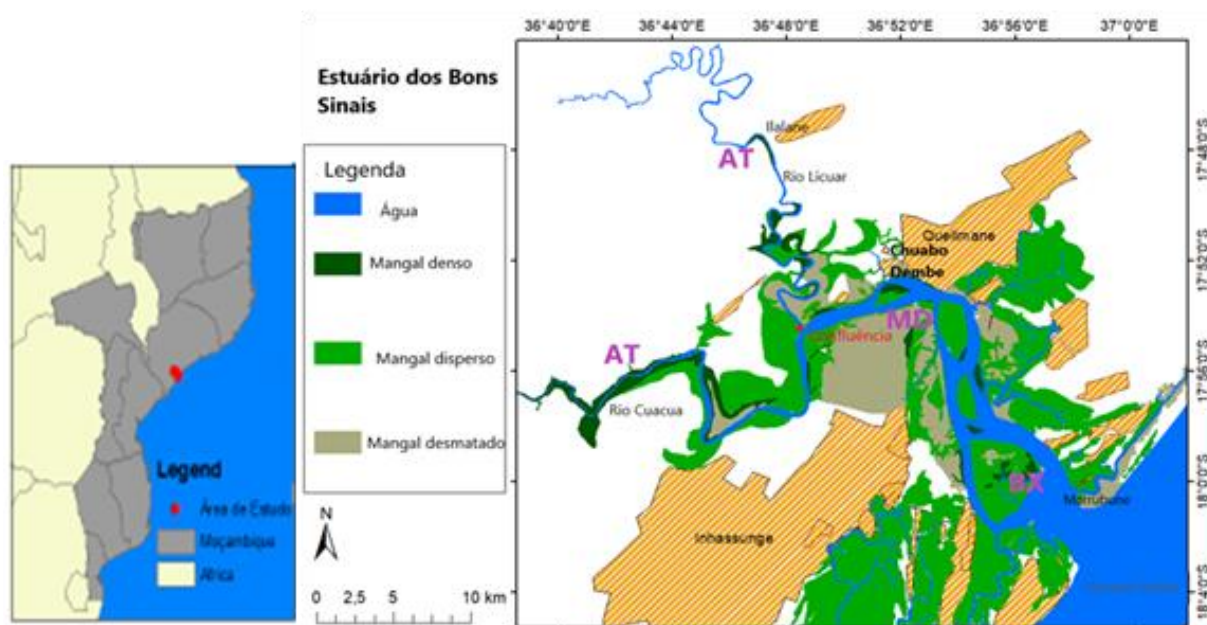 Legend
Área de Estudo
Moçambique
Africa
Estuário dos Bons
Sinais
Legenda
Água
Mangal denso
Mangal disperso
Mangal desmatado
N
0 2,5 5 10 km
36°40'0"E 36°44'0"E 36°48'0"E 36°52'0"E 36°56'0"E 37°0'0"E
17°48'0"S
17°52'0"S
17°56'0"S
18°0'0"S
18°4'0"S
Ilalane
AT
Rio Licuar
Quelimane
Chuabo
Dembe
MD
AT
Rio Cuacua
BX
Inhassunge